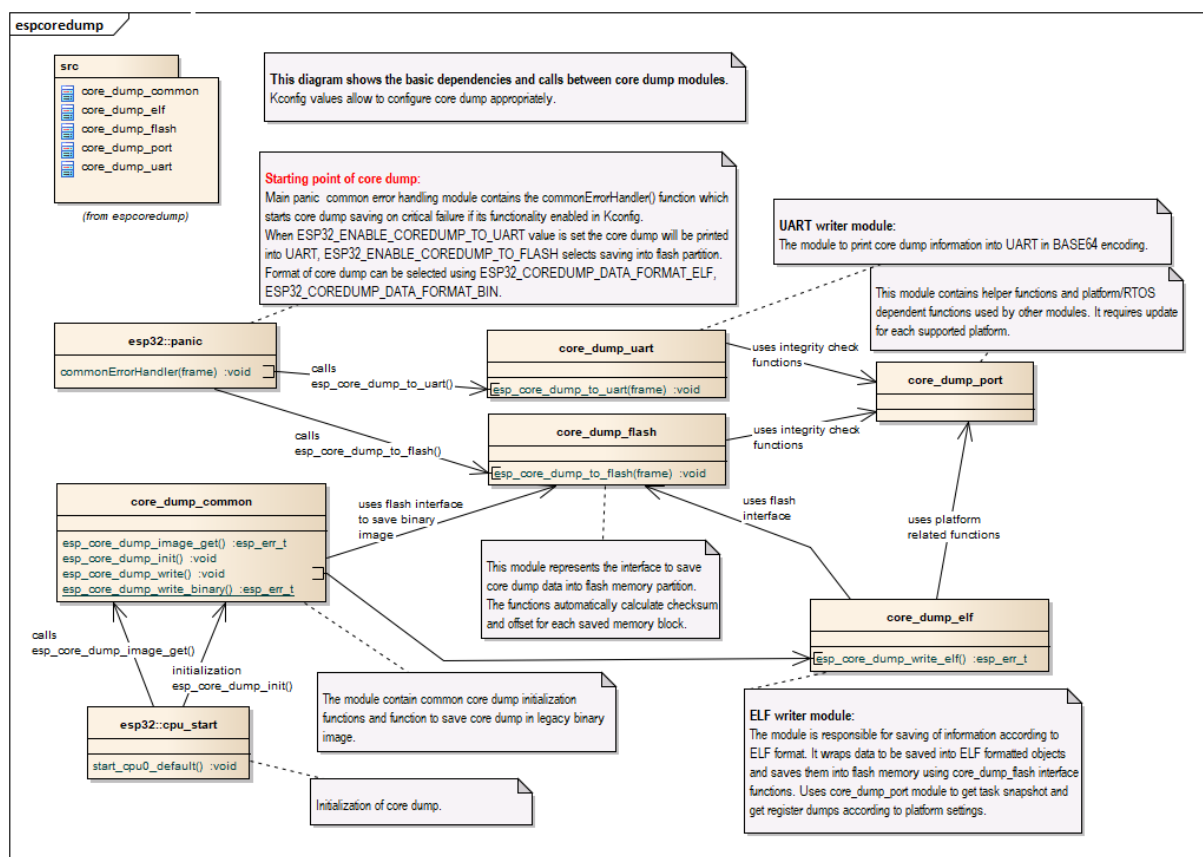 espcoredump
src
core_dump_common
core_dump_elf
core_dump_flash
core_dump_port
core_dump_uart
(from espcoredump)
This diagram shows the basic dependencies and calls between core dump modules.
Kconfig values allow to configure core dump appropriately.
Starting point of core dump:
Main panic common error handling module contains the commonErrorHandler() function which
starts core dump saving on critical failure if its functionality enabled in Kconfig.
When ESP32_ENABLE_COREDUMP_TO_UART value is set the core dump will be printed
into UART, ESP32_ENABLE_COREDUMP_TO_FLASH selects saving into flash partition.
Format of core dump can be selected using ESP32_COREDUMP_DATA_FORMAT_ELF,
ESP32_COREDUMP_DATA_FORMAT_BIN.
UART writer module:
The module to print core dump information into UART in BASE64 encoding.
This module contains helper functions and platform/RTOS
dependent functions used by other modules. It requires update
for each supported platform.
esp32::panic
commonErrorHandler(frame) :void
calls
esp_core_dump_to_uart()
core_dump_uart
esp_core_dump_to_uart(frame) :void
uses integrity check
functions
core_dump_port
calls
esp_core_dump_to_flash()
core_dump_flash
esp_core_dump_to_flash(frame) :void
uses integrity check
functions
core_dump_common
esp_core_dump_image_get() :esp_err_t
esp_core_dump_init() :void
esp_core_dump_write() :void
esp_core_dump_write_binary() :esp_err_t
uses flash interface
to save binary
image
uses flash
interface
uses platform
related functions
This module represents the interface to save
core dump data into flash memory partition.
The functions automatically calculate checksum
and offset for each saved memory block.
core_dump_elf
esp_core_dump_write_elf() :esp_err_t
calls
esp_core_dump_image_get()
initialization
esp_core_dump_init()
The module contain common core dump initialization
functions and function to save core dump in legacy binary
image.
esp32::cpu_start
start_cpu0_default() :void
Initialization of core dump.
ELF writer module:
The module is responsible for saving of information according to
ELF format. It wraps data to be saved into ELF formatted objects
and saves them into flash memory using core_dump_flash interface
functions. Uses core_dump_port module to get task snapshot and
get register dumps according to platform settings.